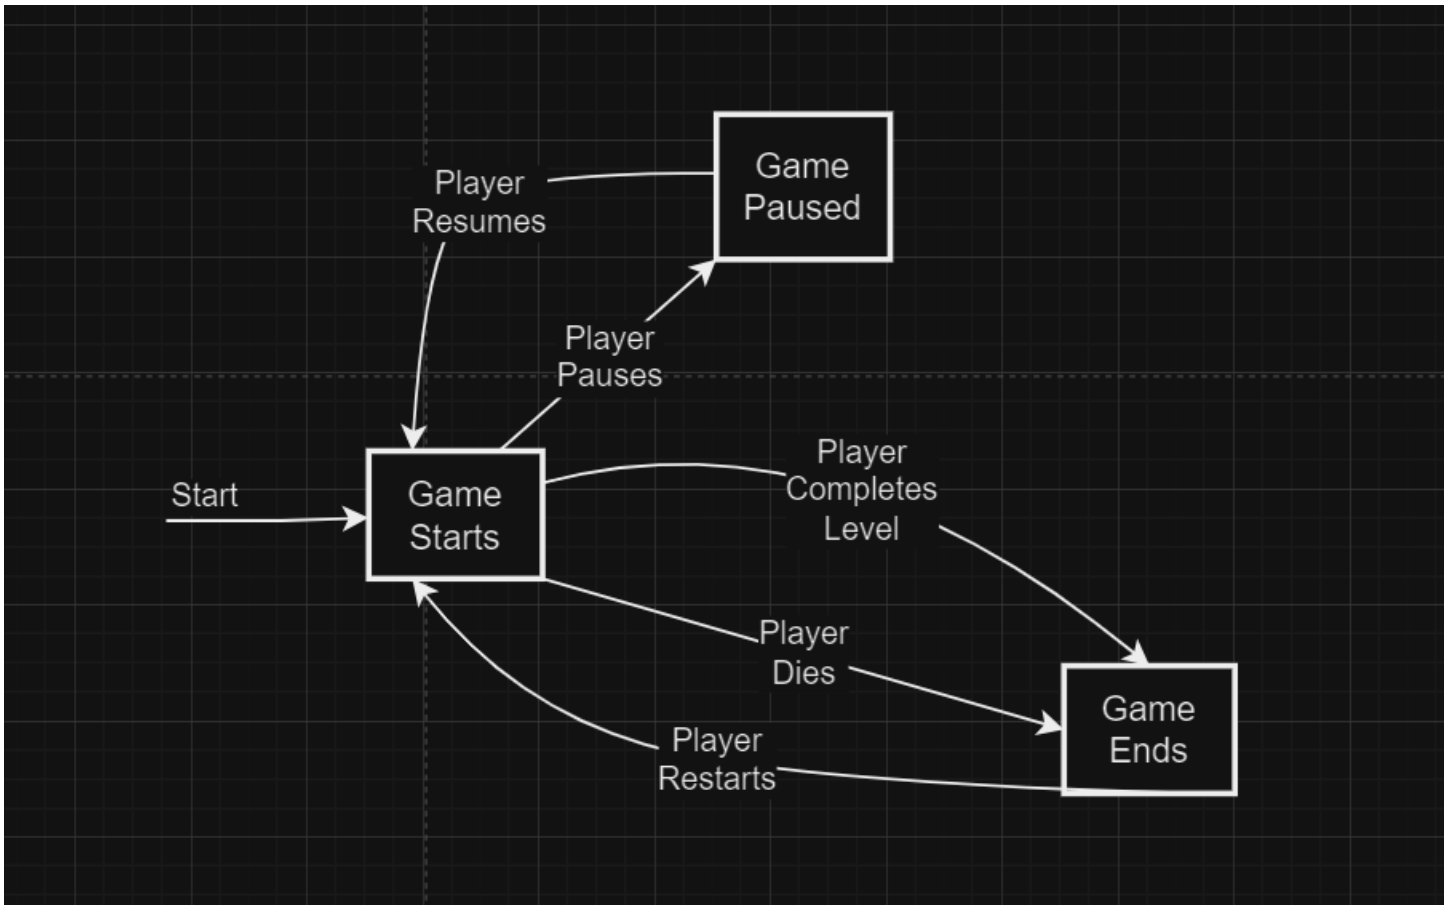 Game
Paused
Player
Resumes
Player
Pauses
Player
Completes
Level
Start
Game
Starts
Player
Dies
Game
Ends
Player
Restarts